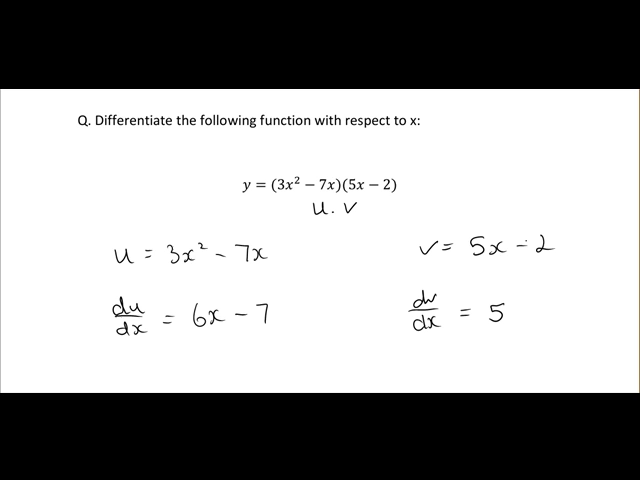 Q. Differentiate the following function with respect to x:
y = (3x² − 7x)(5x − 2)
u . v
u = 3x² − 7x
v = 5x − 2
du/dx = 6x − 7
dv/dx = 5